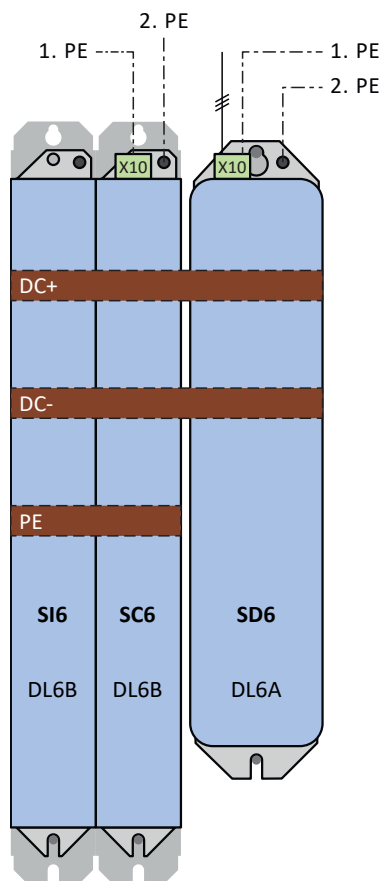 2. PE
1. PE
1. PE
2. PE
X10
X10
DC+
DC-
PE
SI6
SC6
SD6
DL6B
DL6B
DL6A